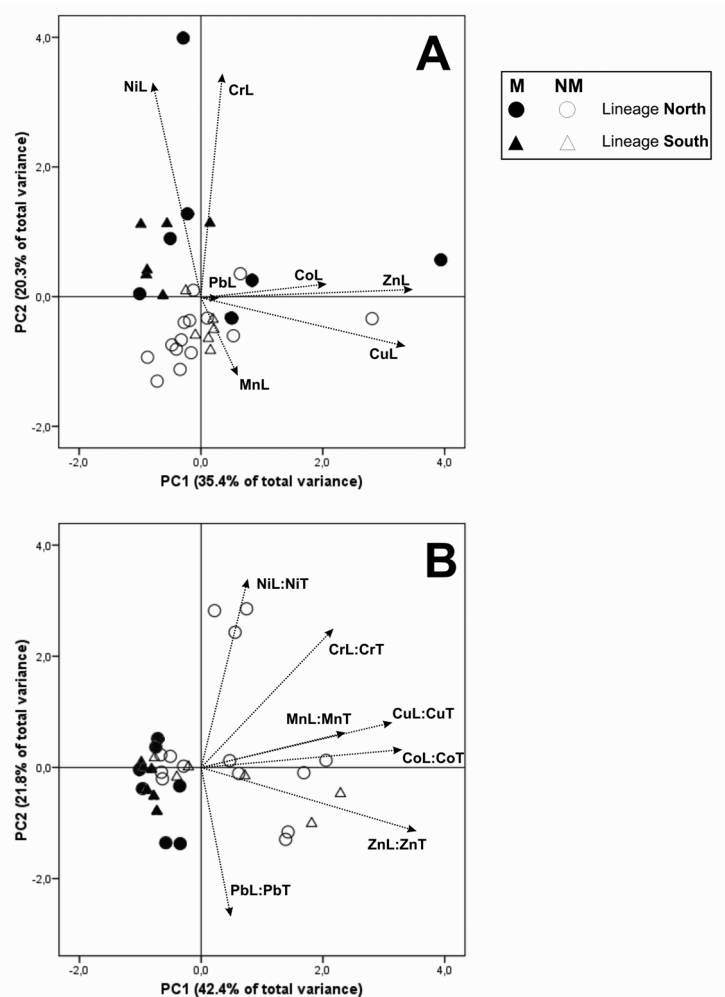 A
M NM
Lineage North
Lineage South
4,0
2,0
0,0
-2,0
PC2 (20.3% of total variance)
NiL
CrL
PbL
CoL
ZnL
CuL
MnL
-2,0 0,0 2,0 4,0
PC1 (35.4% of total variance)
B
4,0
2,0
0,0
-2,0
PC2 (21.8% of total variance)
NiL:NiT
CrL:CrT
MnL:MnT
CuL:CuT
CoL:CoT
ZnL:ZnT
PbL:PbT
-2,0 0,0 2,0 4,0
PC1 (42.4% of total variance)